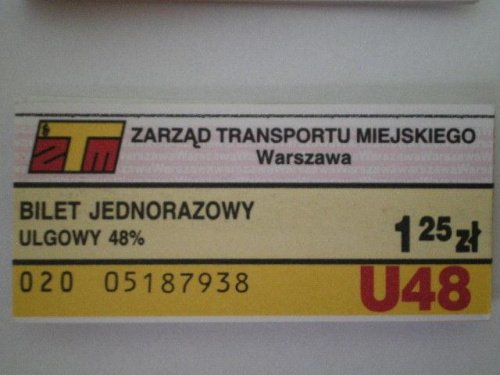 ZTM ZARZĄD TRANSPORTU MIEJSKIEGO
Warszawa
BILET JEDNORAZOWY
ULGOWY 48%
1 25 zł
020 05187938
U48